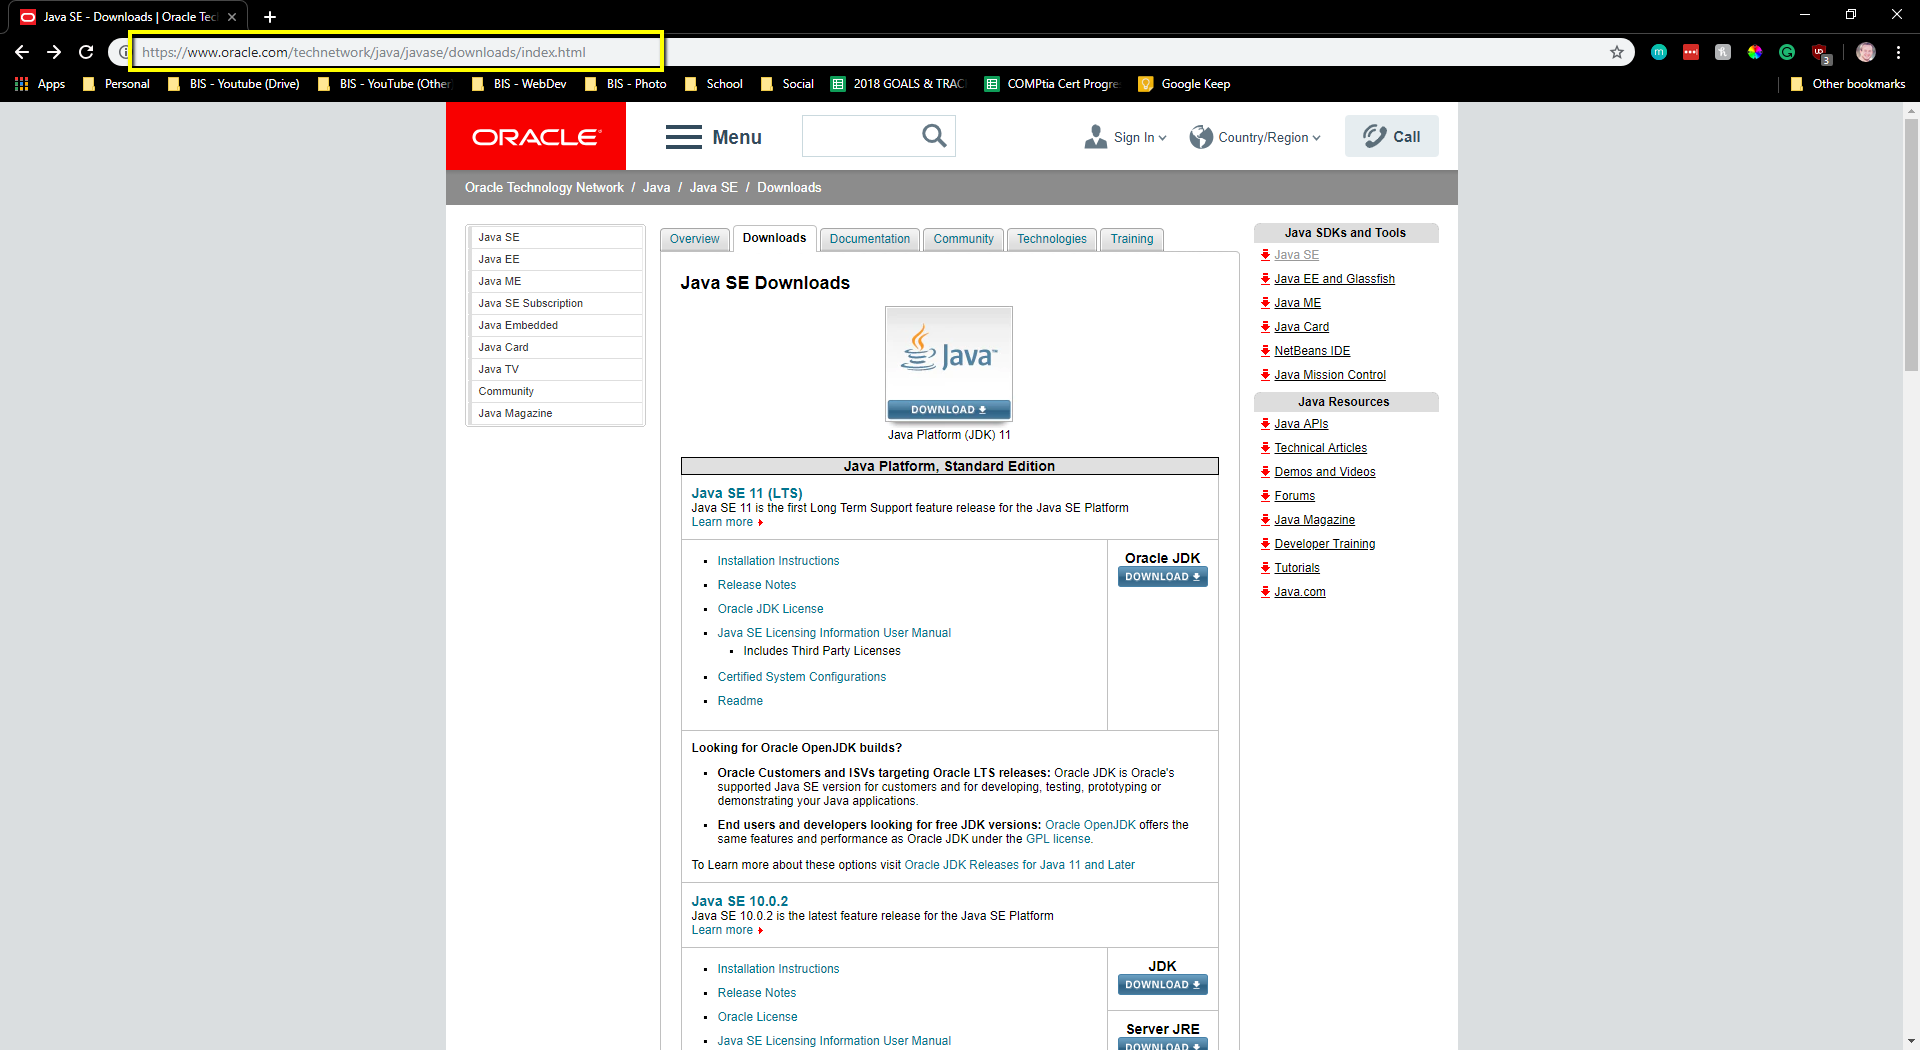 Java SE - Downloads | Oracle Tec
https://www.oracle.com/technetwork/java/javase/downloads/index.html
3
Apps
Personal
BIS - Youtube (Drive)
BIS - YouTube (Other
BIS - WebDev
BIS - Photo
School
Social
2018 GOALS & TRAC
COMPtia Cert Progre
Google Keep
Other bookmarks
ORACLE
Menu
Sign In
Country/Region
Call
Oracle Technology Network / Java / Java SE / Downloads
Java SE
Java EE
Java ME
Java SE Subscription
Java Embedded
Java Card
Java TV
Community
Java Magazine
Overview
Downloads
Documentation
Community
Technologies
Training
Java SE Downloads
Java™
DOWNLOAD
Java Platform (JDK) 11
Java Platform, Standard Edition
Java SE 11 (LTS)
Java SE 11 is the first Long Term Support feature release for the Java SE Platform
Learn more
Installation Instructions
Release Notes
Oracle JDK License
Java SE Licensing Information User Manual
Includes Third Party Licenses
Certified System Configurations
Readme
Oracle JDK
DOWNLOAD
Looking for Oracle OpenJDK builds?
Oracle Customers and ISVs targeting Oracle LTS releases: Oracle JDK is Oracle's
supported Java SE version for customers and for developing, testing, prototyping or
demonstrating your Java applications.
End users and developers looking for free JDK versions: Oracle OpenJDK offers the
same features and performance as Oracle JDK under the GPL license.
To Learn more about these options visit Oracle JDK Releases for Java 11 and Later
Java SE 10.0.2
Java SE 10.0.2 is the latest feature release for the Java SE Platform
Learn more
Installation Instructions
Release Notes
Oracle License
Java SE Licensing Information User Manual
JDK
DOWNLOAD
Server JRE
DOWNLOAD
Java SDKs and Tools
Java SE
Java EE and Glassfish
Java ME
Java Card
NetBeans IDE
Java Mission Control
Java Resources
Java APIs
Technical Articles
Demos and Videos
Forums
Java Magazine
Developer Training
Tutorials
Java.com